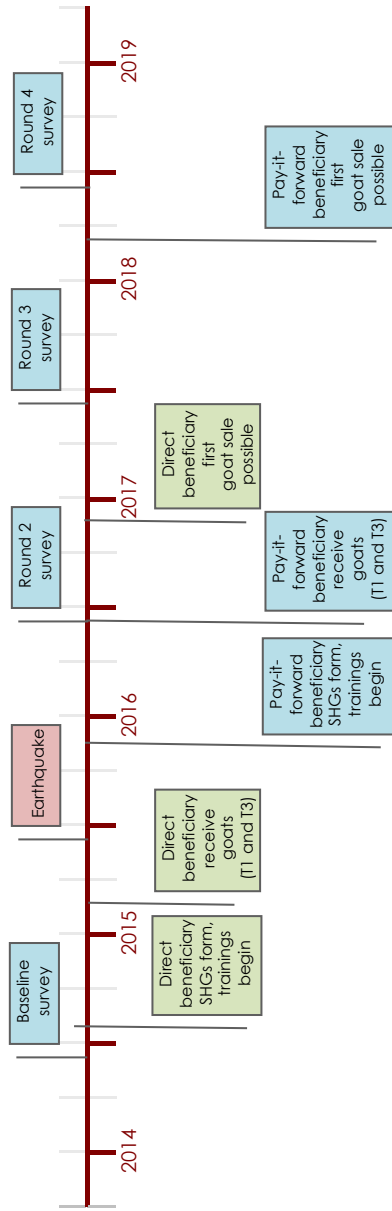 Baseline
survey
Earthquake
Round 2
survey
Round 3
survey
Round 4
survey
2014
2015
2016
2017
2018
2019
Direct
beneficiary
SHGs form,
trainings
begin
Direct
beneficiary
receive
goats
(T1 and T3)
Direct
beneficiary
first
goat sale
possible
Pay-it-
forward
beneficiary
SHGs form,
trainings
begin
Pay-it-
forward
beneficiary
receive
goats
(T1 and T3)
Pay-it-
forward
beneficiary
first
goat sale
possible